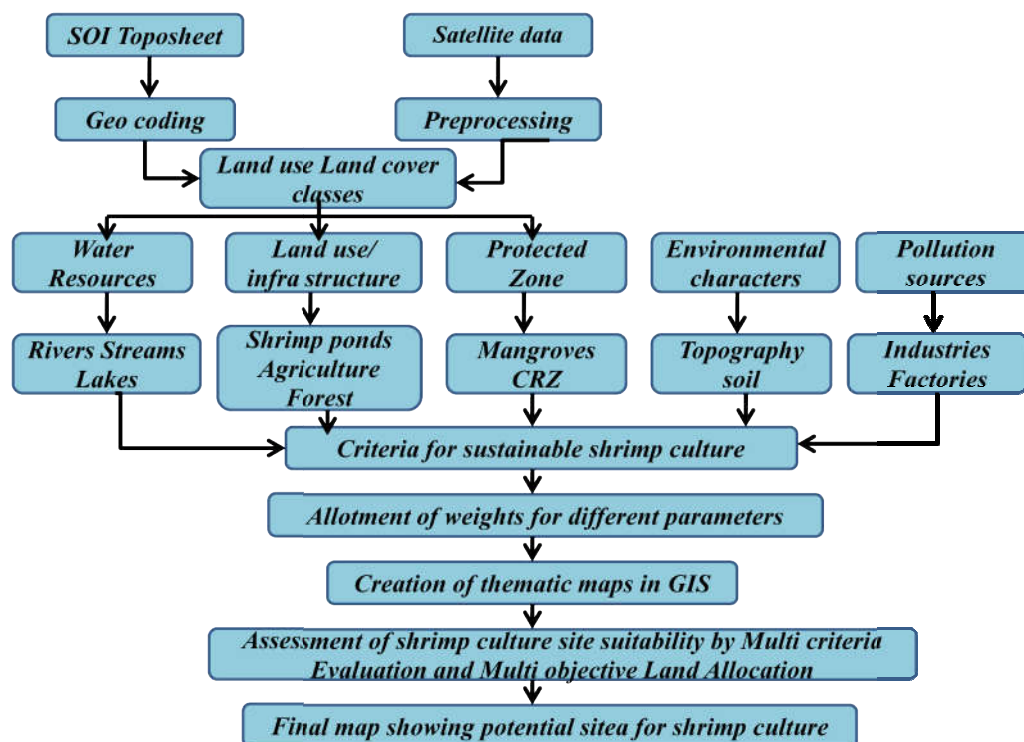 SOI Toposheet
Satellite data
Geo coding
Preprocessing
Land use Land cover
classes
Water
Resources
Land use/
infra structure
Protected
Zone
Environmental
characters
Pollution
sources
Rivers Streams
Lakes
Shrimp ponds
Agriculture
Forest
Mangroves
CRZ
Topography
soil
Industries
Factories
Criteria for sustainable shrimp culture
Allotment of weights for different parameters
Creation of thematic maps in GIS
Assessment of shrimp culture site suitability by Multi criteria
Evaluation and Multi objective Land Allocation
Final map showing potential sitea for shrimp culture